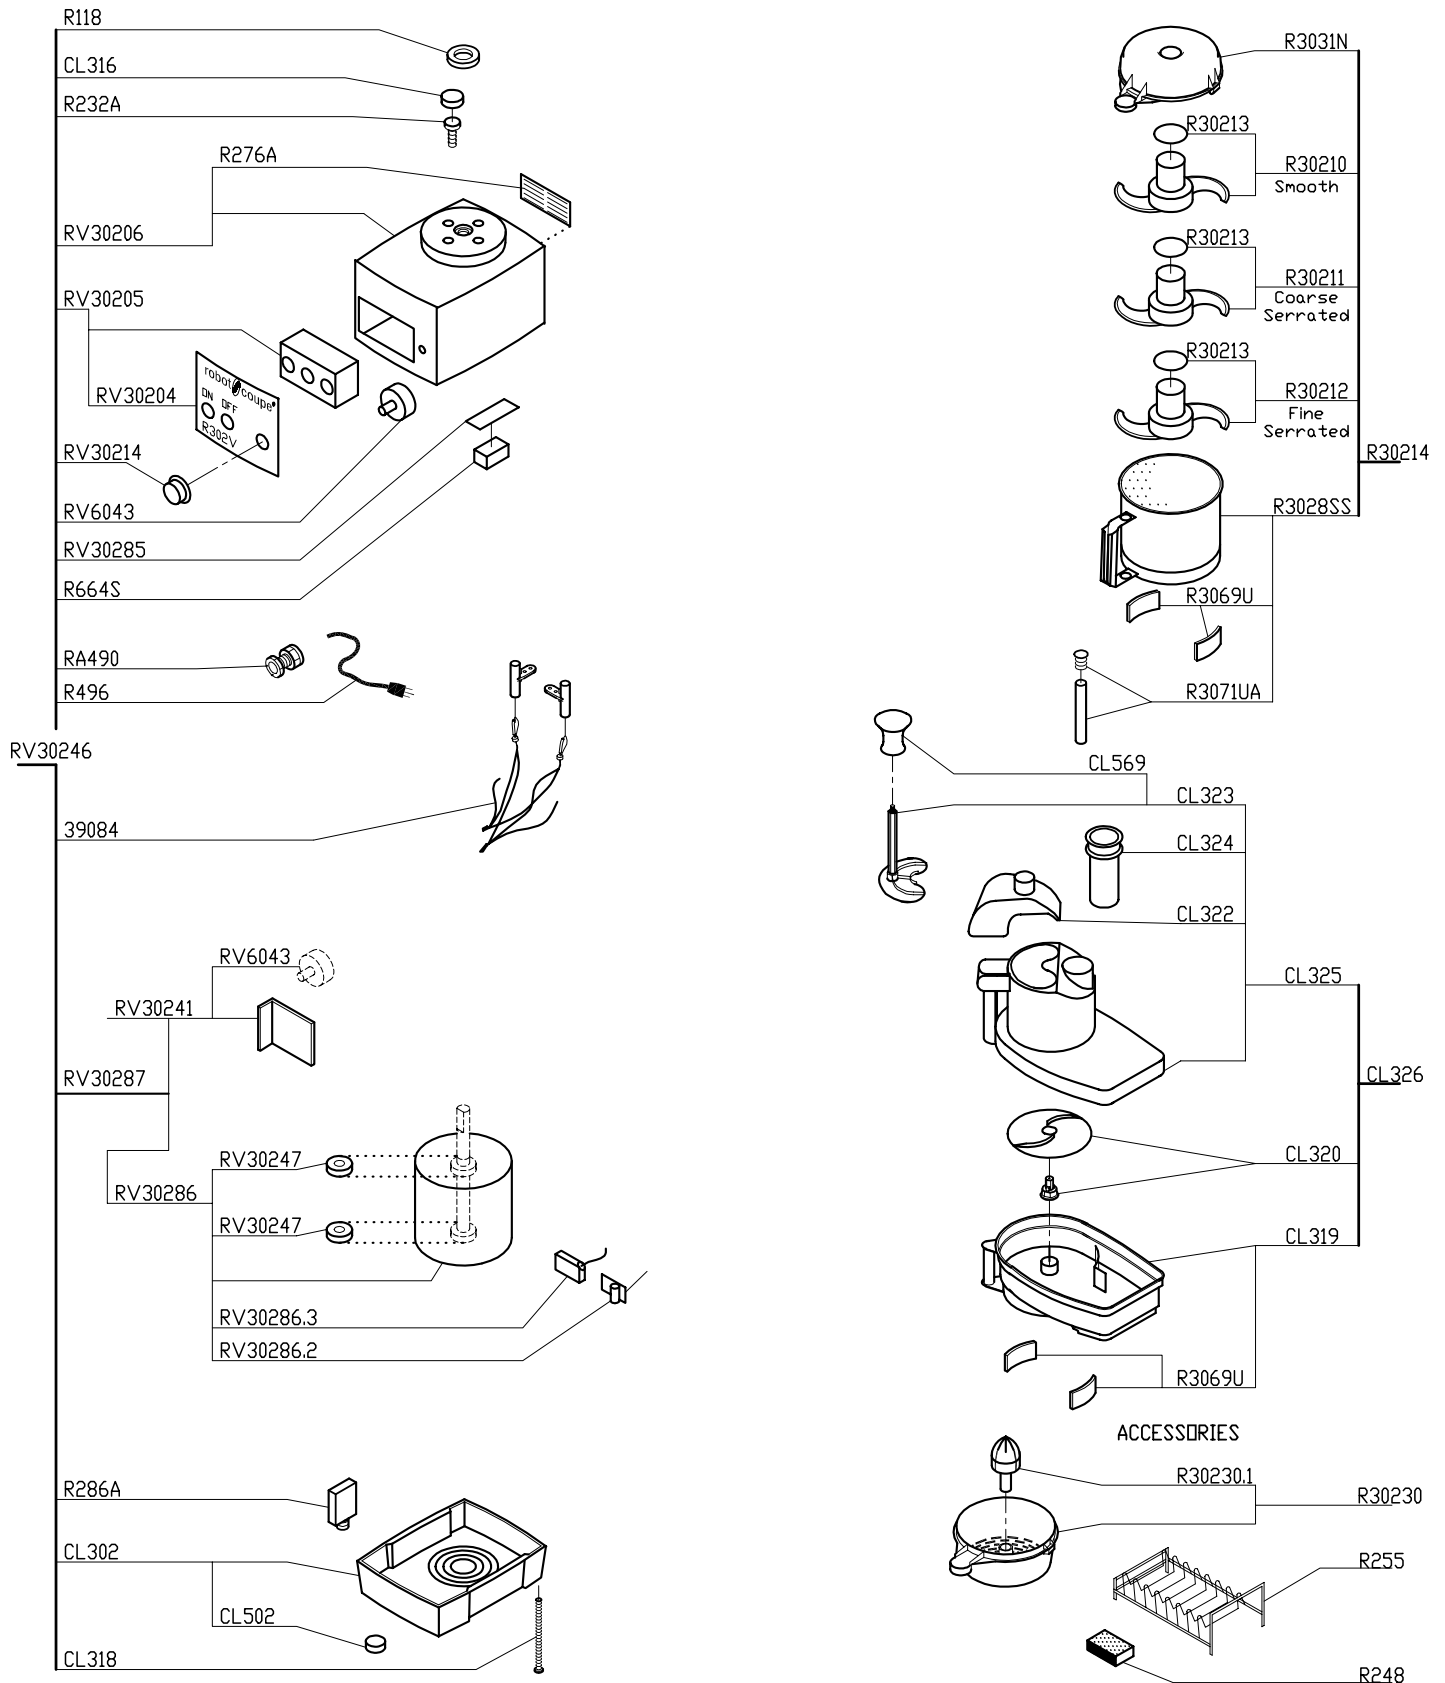 R118
CL316
R232A
R276A
RV30206
RV30205
robot coupe
ON
OFF
R302V
RV30204
RV30214
RV6043
RV30285
R664S
RA490
R496
RV30246
39084
RV6043
RV30241
RV30287
RV30247
RV30286
RV30247
RV30286.3
RV30286.2
R286A
CL302
CL502
CL318
R3031N
R30213
R30210
Smooth
R30213
R30211
Coarse
Serrated
R30213
R30212
Fine
Serrated
R30214
R3028SS
R3069U
R3071UA
CL569
CL323
CL324
CL322
CL325
CL326
CL320
CL319
R3069U
ACCESSORIES
R30230.1
R30230
R255
R248